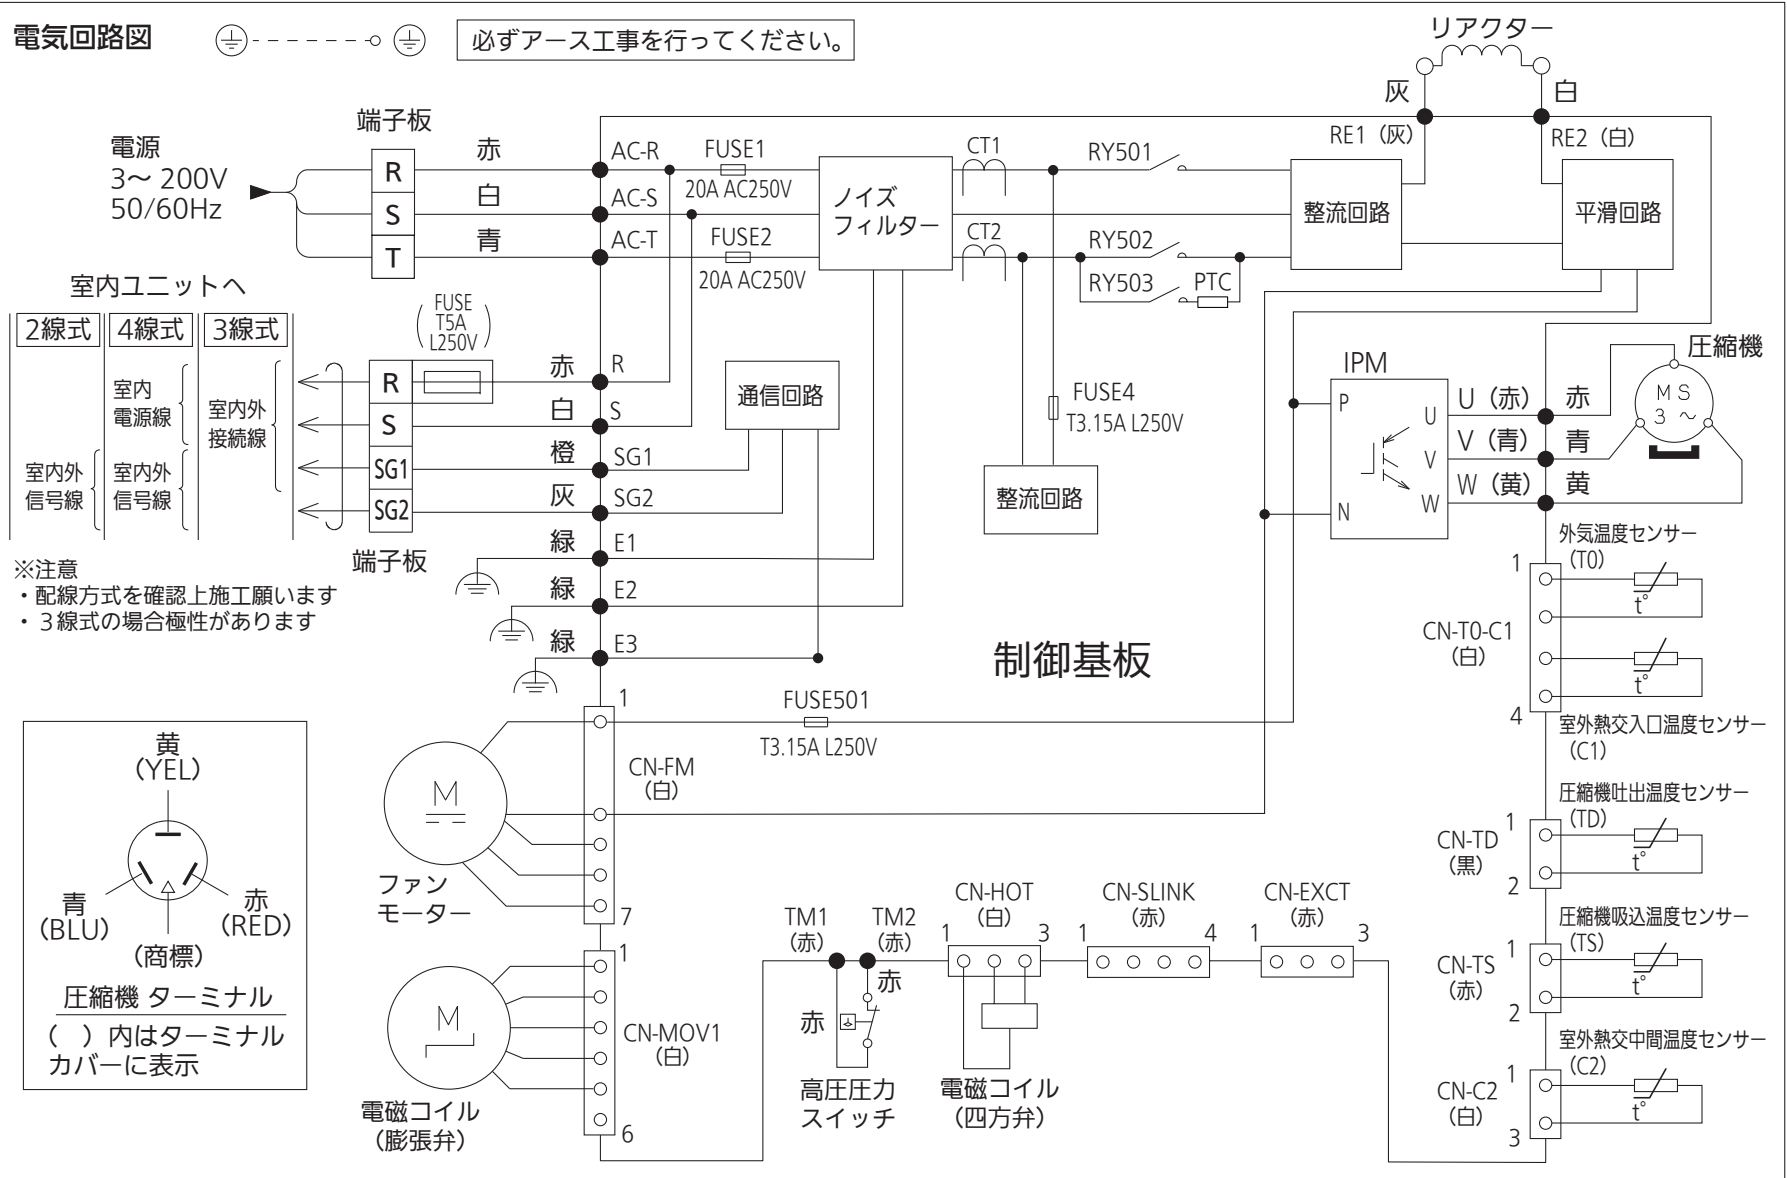 電気回路図
必ずアース工事を行ってください。
リアクター
灰
白
RE1（灰）
RE2（白）
端子板
電源
3～ 200V
50/60Hz
R
S
T
赤
白
青
AC-R
AC-S
AC-T
FUSE1
20A AC250V
FUSE2
20A AC250V
ノイズ
フィルター
CT1
CT2
RY501
RY502
RY503
PTC
整流回路
平滑回路
室内ユニットへ
2線式
4線式
3線式
室内
電源線
室内外
接続線
室内外
信号線
室内外
信号線
FUSE
T5A
L250V
R
S
SG1
SG2
端子板
赤
白
橙
灰
緑
緑
緑
R
S
SG1
SG2
E1
E2
E3
通信回路
FUSE4
T3.15A L250V
整流回路
IPM
P
N
U
V
W
U（赤）
V（青）
W（黄）
赤
青
黄
圧縮機
M S
3 ～
※注意
・配線方式を確認上施工願います
・３線式の場合極性があります
制御基板
FUSE501
T3.15A L250V
1
CN-FM
（白）
7
M
ファン
モーター
1
CN-MOV1
（白）
6
M
電磁コイル
（膨張弁）
黄
（YEL）
青
（BLU）
赤
（RED）
（商標）
圧縮機 ターミナル
（　）内はターミナル
カバーに表示
TM1
（赤）
TM2
（赤）
赤
赤
高圧圧力
スイッチ
CN-HOT
（白）
1
3
電磁コイル
（四方弁）
CN-SLINK
（赤）
1
4
CN-EXCT
（赤）
1
3
外気温度センサー
（T0）
1
t°
CN-T0-C1
（白）
t°
4
室外熱交入口温度センサー
（C1）
圧縮機吐出温度センサー
（TD）
1
CN-TD
（黒）
t°
2
圧縮機吸込温度センサー
（TS）
1
CN-TS
（赤）
t°
2
室外熱交中間温度センサー
（C2）
1
CN-C2
（白）
t°
3